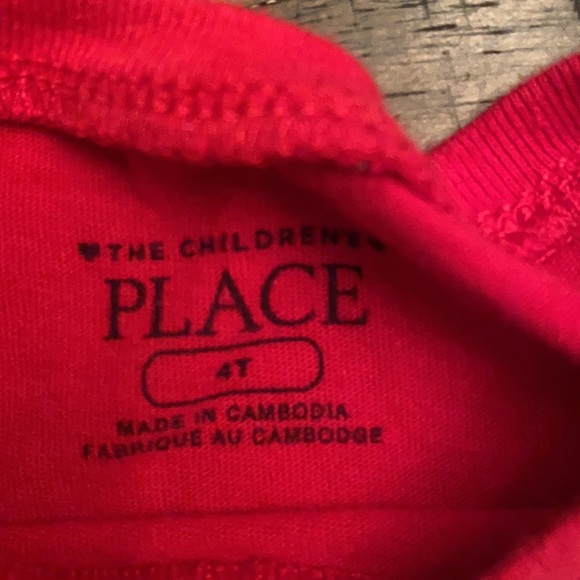 THE CHILDREN'S
PLACE
4T
MADE IN CAMBODIA
FABRIQUE AU CAMBODGE